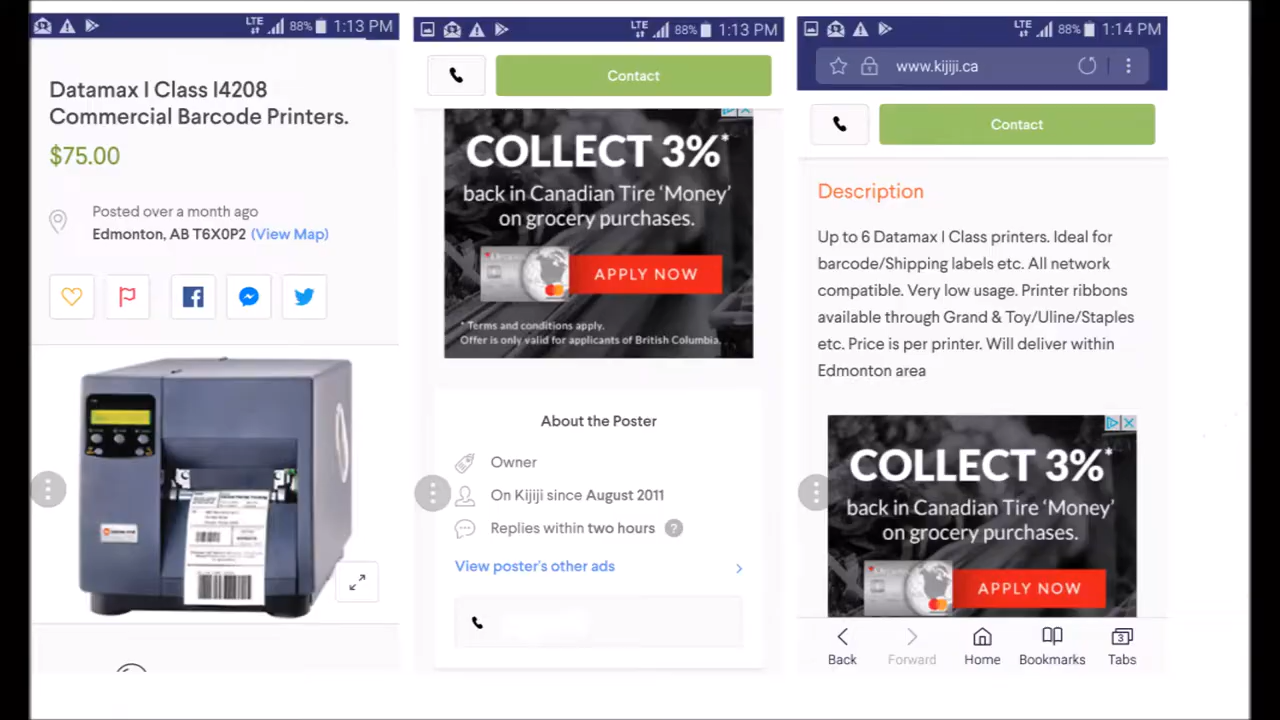 LTE 88% 1:13 PM
Datamax I Class I4208
Commercial Barcode Printers.
$75.00
Posted over a month ago
Edmonton, AB T6X0P2 (View Map)
LTE 88% 1:13 PM
Contact
COLLECT 3%*
back in Canadian Tire ‘Money’
on grocery purchases.
APPLY NOW
* Terms and conditions apply.
Offer is only valid for applicants of British Columbia.
About the Poster
Owner
On Kijiji since August 2011
Replies within two hours ?
View poster's other ads
LTE 88% 1:14 PM
www.kijiji.ca
Contact
Description
Up to 6 Datamax I Class printers. Ideal for
barcode/Shipping labels etc. All network
compatible. Very low usage. Printer ribbons
available through Grand & Toy/Uline/Staples
etc. Price is per printer. Will deliver within
Edmonton area
COLLECT 3%*
back in Canadian Tire ‘Money’
on grocery purchases.
APPLY NOW
Back Forward Home Bookmarks 3 Tabs